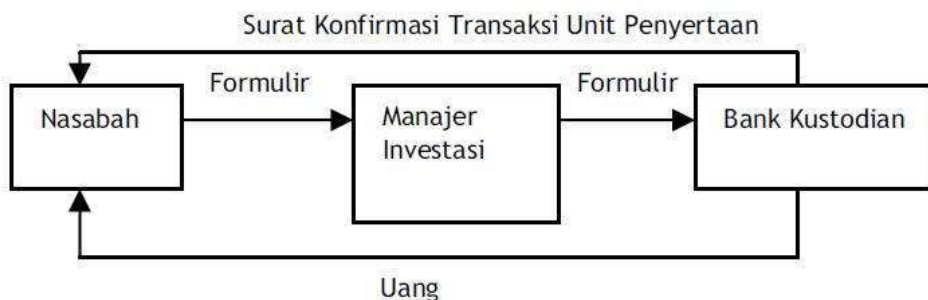 Surat Konfirmasi Transaksi Unit Penyertaan
Formulir
Formulir
Nasabah
Manajer
Investasi
Bank Kustodian
Uang